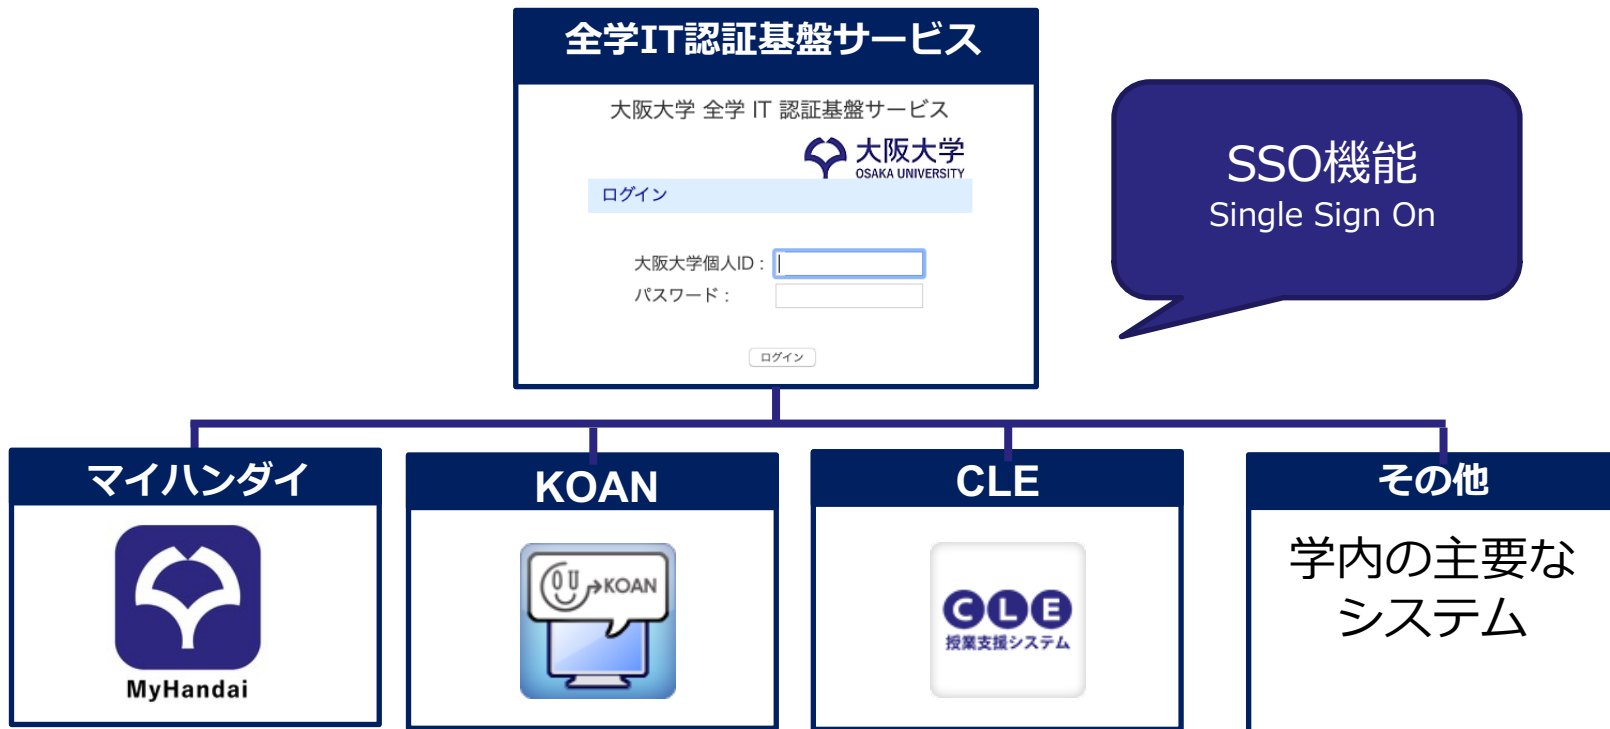 全学IT認証基盤サービス
大阪大学 全学 IT 認証基盤サービス
大阪大学
OSAKA UNIVERSITY
ログイン
大阪大学個人ID :
パスワード :
ログイン
SSO機能
Single Sign On
マイハンダイ
MyHandai
KOAN
OU→KOAN
CLE
CLE
授業支援システム
その他
学内の主要な
システム